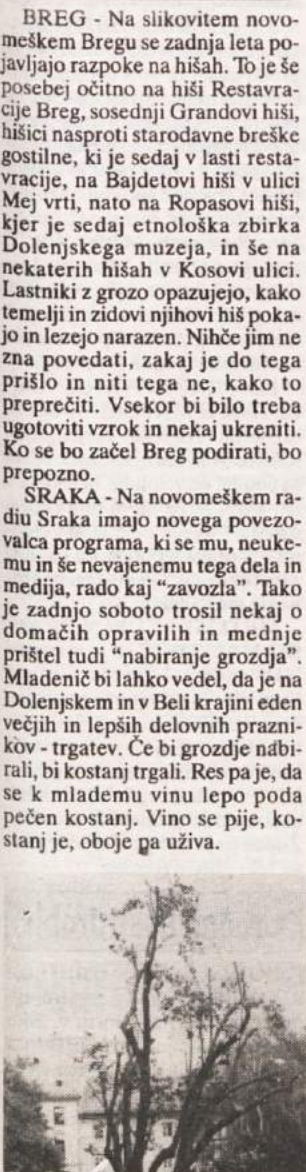 BREG - Na slikovitem novo-
meškem Bregu se zadnja leta po-
javljajo razpoke na hišah. To je še
posebej očitno na hiši Restavra-
cije Breg, sosednji Grandovi hiši,
hišici nasproti starodavne breške
gostilne, ki je sedaj v lasti resta-
vracije, na Bajdetovi hiši v ulici
Mej vrti, nato na Ropasovi hiši,
kjer je sedaj etnološka zbirka
Dolenjskega muzeja, in še na
nekaterih hišah v Kosovi ulici.
Lastniki z grozo opazujejo, kako
temelji in zidovi njihovi hiš poka-
jo in lezejo narazen. Nihče jim ne
zna povedati, zakaj je do tega
prišlo in niti tega ne, kako to
preprečiti. Vsekor bi bilo treba
ugotoviti vzrok in nekaj ukreniti.
Ko se bo začel Breg podirati, bo
prepozno.
SRAKA - Na novomeškem ra-
diu Sraka imajo novega povezo-
valca programa, ki se mu, neuke-
mu in še nevajenemu tega dela in
medija, rado kaj “zavozla”. Tako
je zadnjo soboto trosil nekaj o
domačih opravilih in mednje
prištel tudi “nabiranje grozdja”.
Mladenič bi lahko vedel, da je na
Dolenjskem in v Beli krajini eden
večjih in lepših delovnih prazni-
kov - trgatev. Če bi grozdje nabi-
rali, bi kostanj trgali. Res pa je, da
se k mlademu vinu lepo poda
pečen kostanj. Vino se pije, ko-
stanj je, oboje pa uživa.